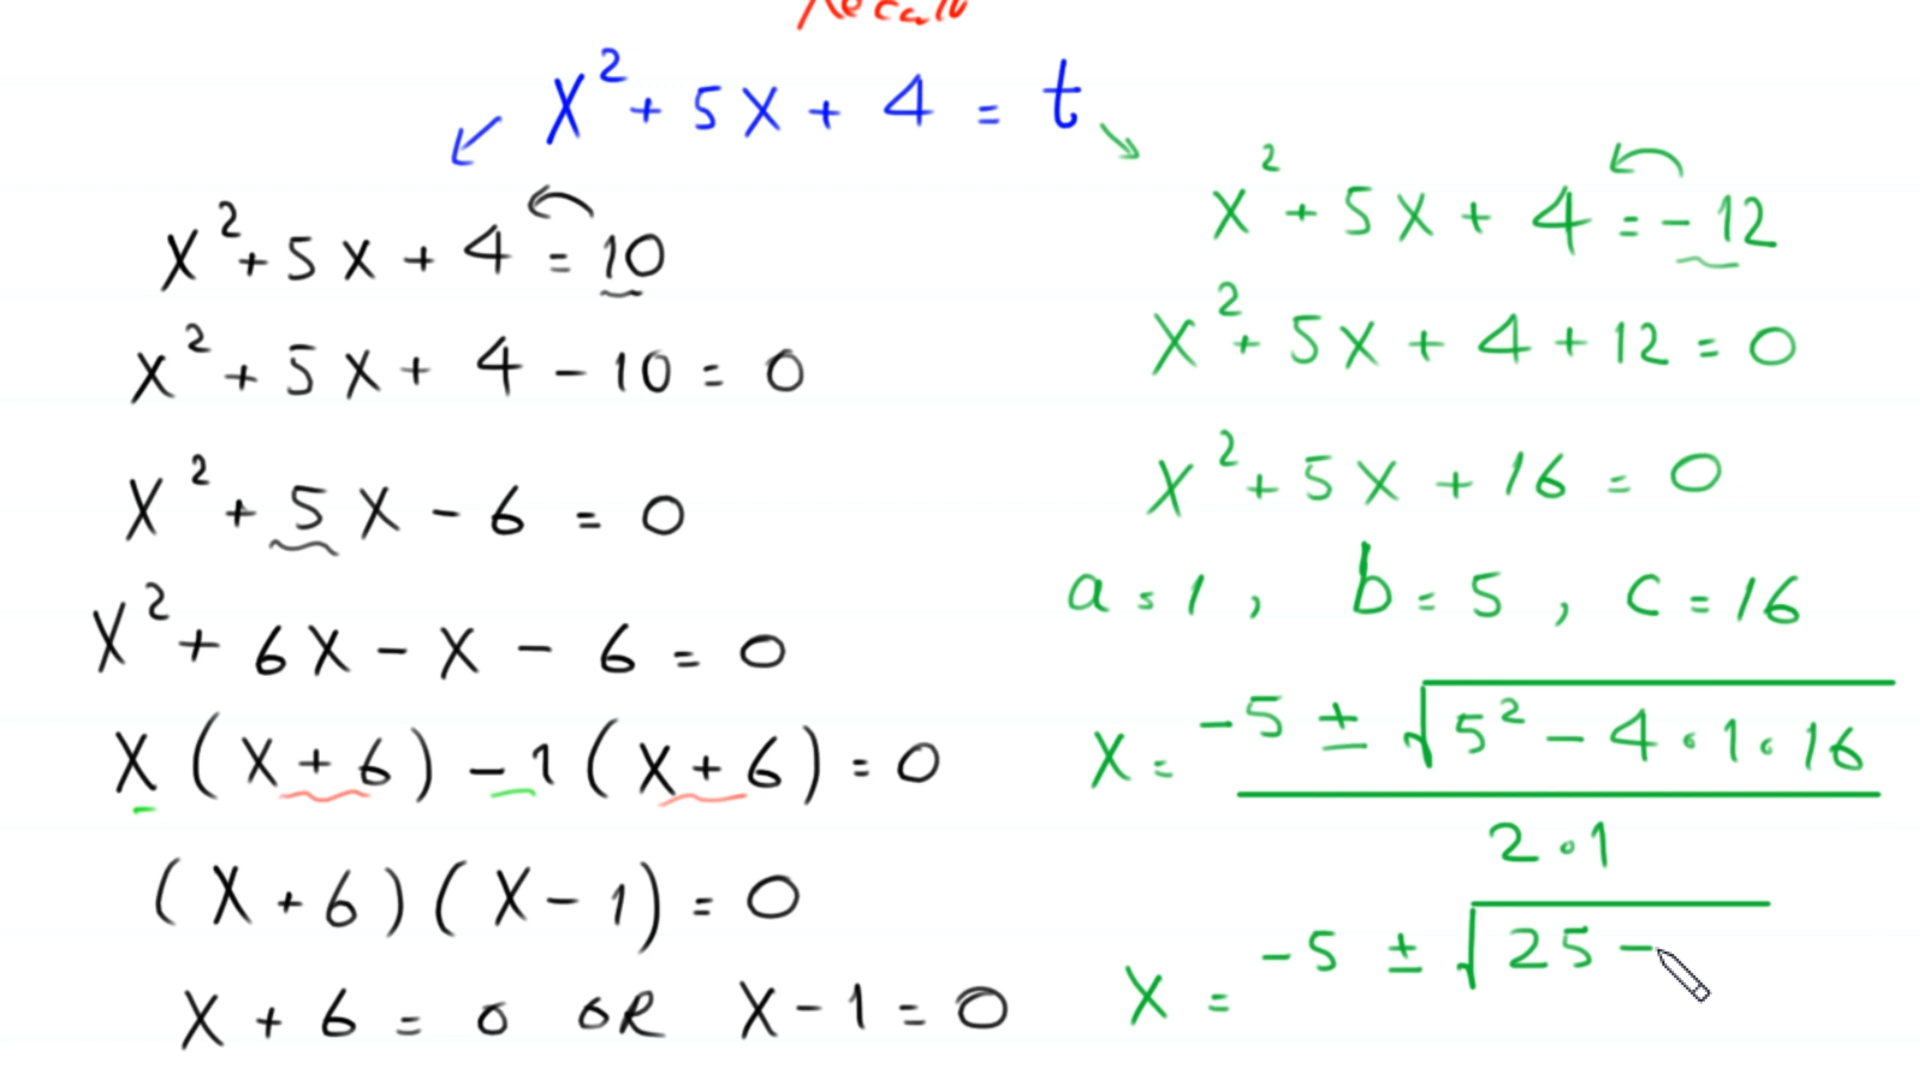 x² + 5x + 4 = t
x² + 5x + 4 = 10
x² + 5x + 4 - 10 = 0
x² + 5x - 6 = 0
x² + 6x - x - 6 = 0
x(x + 6) - 1(x + 6) = 0
(x + 6)(x - 1) = 0
x + 6 = 0 OR x - 1 = 0
x² + 5x + 4 = -12
x² + 5x + 4 + 12 = 0
x² + 5x + 16 = 0
a = 1, b = 5, c = 16
x = (-5 ± √(5² - 4·1·16)) / (2·1)
x = -5 ± √(25 -